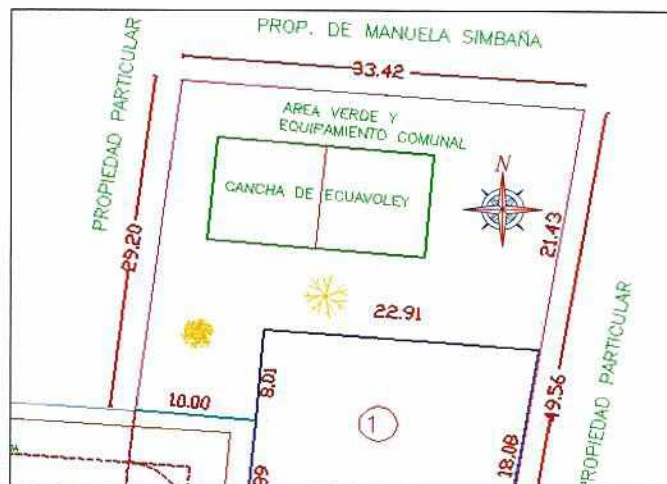 PROP. DE MANUELA SIMBAÑA
33.42
PROPIEDAD PARTICULAR
AREA VERDE Y
EQUIPAMIENTO COMUNAL
CANCHA DE ECUAVOLEY
N
21.43
29.20
22.91
PROPIEDAD PARTICULAR
8.01
10.00
49.56
1
18.08